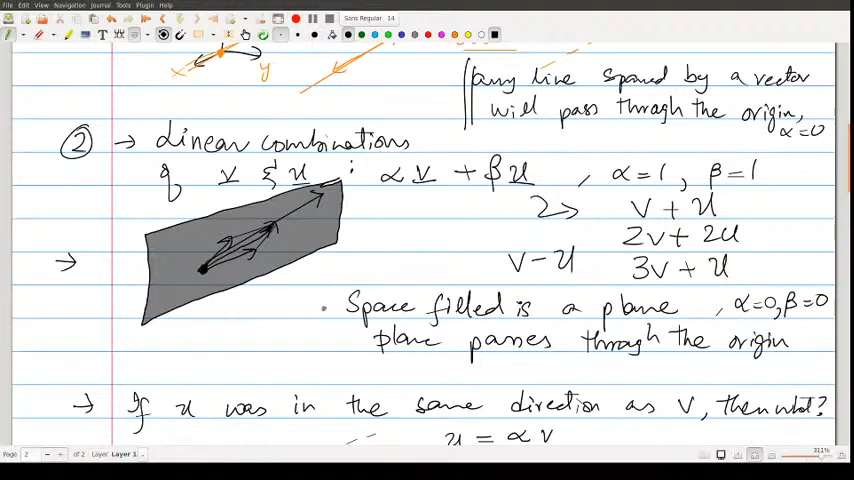 File Edit View Navigation Journal Tools Plugin Help
Sans Regular 14
x y
any line spaned by a vector
will pass through the origin,
α=0
② → Linear combinations
of v & u : αv + βu , α=1, β=1
2> v + u
2v + 2u
v - u 3v + u
→
Space filled is a plane , α=0, β=0
plane passes through the origin
→ If u was in the same direction as v, then what?
u = αv
Page 2 of 2 Layer 1 311%